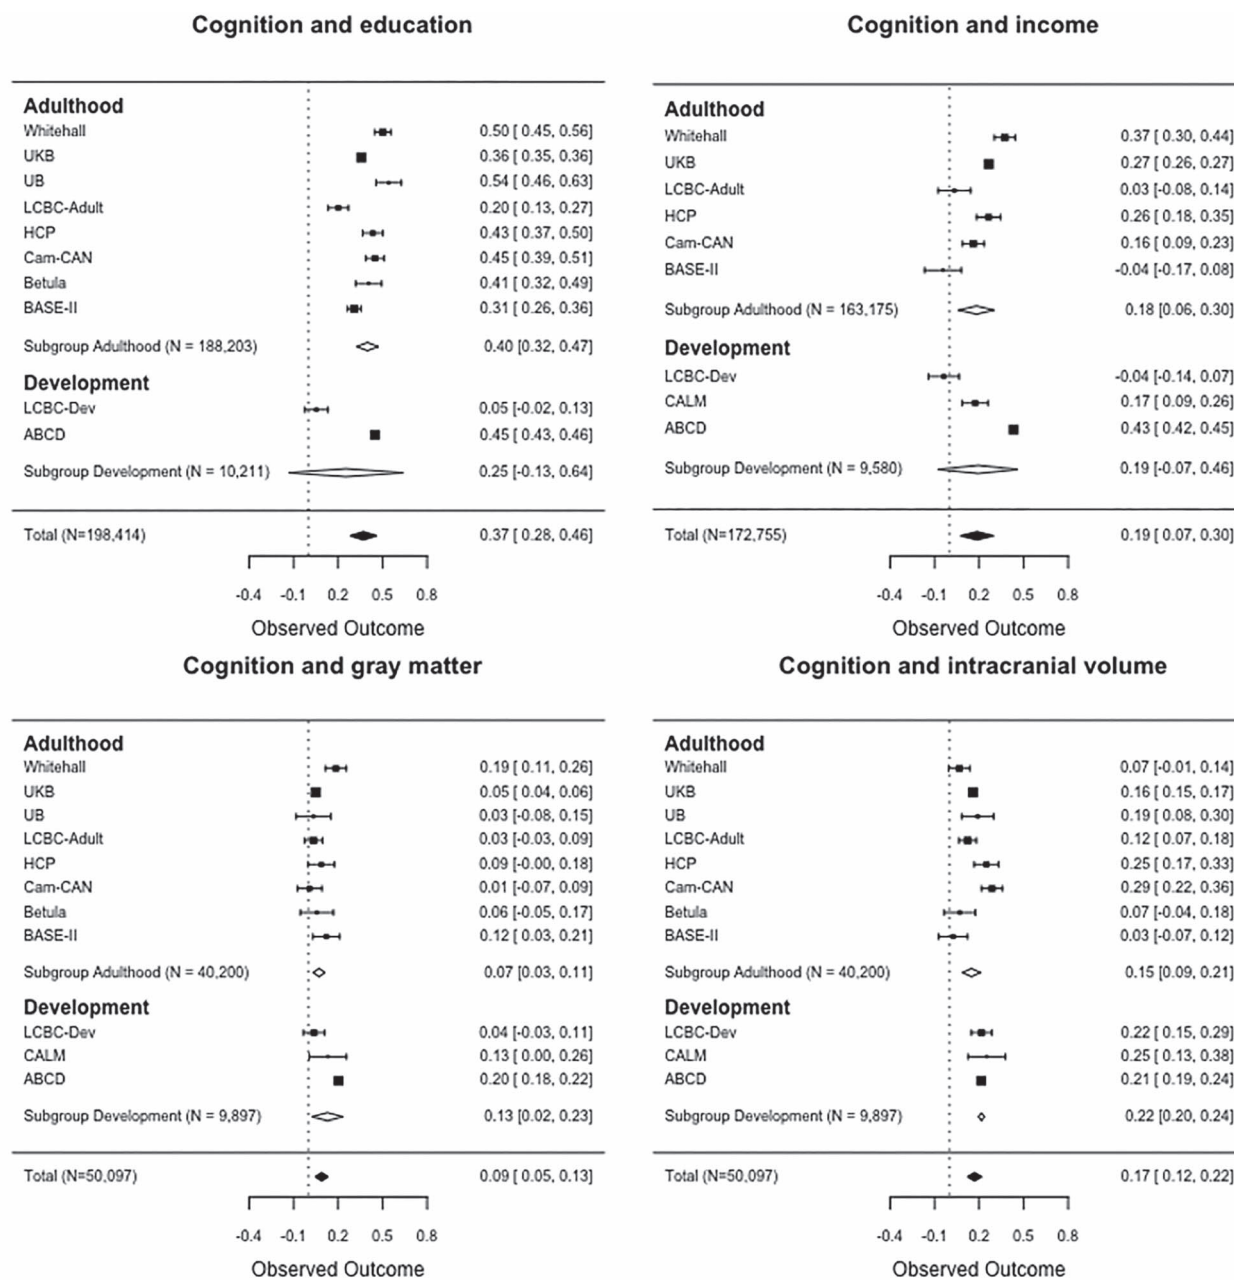 Cognition and education
Adulthood
Whitehall 0.50 [ 0.45, 0.56]
UKB 0.36 [ 0.35, 0.36]
UB 0.54 [ 0.46, 0.63]
LCBC-Adult 0.20 [ 0.13, 0.27]
HCP 0.43 [ 0.37, 0.50]
Cam-CAN 0.45 [ 0.39, 0.51]
Betula 0.41 [ 0.32, 0.49]
BASE-II 0.31 [ 0.26, 0.36]
Subgroup Adulthood (N = 188,203) 0.40 [0.32, 0.47]
Development
LCBC-Dev 0.05 [-0.02, 0.13]
ABCD 0.45 [ 0.43, 0.46]
Subgroup Development (N = 10,211) 0.25 [-0.13, 0.64]
Total (N=198,414) 0.37 [ 0.28, 0.46]
-0.4 -0.1 0.2 0.5 0.8
Observed Outcome
Cognition and income
Adulthood
Whitehall 0.37 [ 0.30, 0.44]
UKB 0.27 [ 0.26, 0.27]
LCBC-Adult 0.03 [-0.08, 0.14]
HCP 0.26 [ 0.18, 0.35]
Cam-CAN 0.16 [ 0.09, 0.23]
BASE-II -0.04 [-0.17, 0.08]
Subgroup Adulthood (N = 163,175) 0.18 [0.06, 0.30]
Development
LCBC-Dev -0.04 [-0.14, 0.07]
CALM 0.17 [ 0.09, 0.26]
ABCD 0.43 [ 0.42, 0.45]
Subgroup Development (N = 9,580) 0.19 [-0.07, 0.46]
Total (N=172,755) 0.19 [ 0.07, 0.30]
-0.4 -0.1 0.2 0.5 0.8
Observed Outcome
Cognition and gray matter
Adulthood
Whitehall 0.19 [ 0.11, 0.26]
UKB 0.05 [ 0.04, 0.06]
UB 0.03 [-0.08, 0.15]
LCBC-Adult 0.03 [-0.03, 0.09]
HCP 0.09 [-0.00, 0.18]
Cam-CAN 0.01 [-0.07, 0.09]
Betula 0.06 [-0.05, 0.17]
BASE-II 0.12 [ 0.03, 0.21]
Subgroup Adulthood (N = 40,200) 0.07 [0.03, 0.11]
Development
LCBC-Dev 0.04 [-0.03, 0.11]
CALM 0.13 [ 0.00, 0.26]
ABCD 0.20 [ 0.18, 0.22]
Subgroup Development (N = 9,897) 0.13 [0.02, 0.23]
Total (N=50,097) 0.09 [ 0.05, 0.13]
-0.4 -0.1 0.2 0.5 0.8
Observed Outcome
Cognition and intracranial volume
Adulthood
Whitehall 0.07 [-0.01, 0.14]
UKB 0.16 [ 0.15, 0.17]
UB 0.19 [ 0.08, 0.30]
LCBC-Adult 0.12 [ 0.07, 0.18]
HCP 0.25 [ 0.17, 0.33]
Cam-CAN 0.29 [ 0.22, 0.36]
Betula 0.07 [-0.04, 0.18]
BASE-II 0.03 [-0.07, 0.12]
Subgroup Adulthood (N = 40,200) 0.15 [0.09, 0.21]
Development
LCBC-Dev 0.22 [ 0.15, 0.29]
CALM 0.25 [ 0.13, 0.38]
ABCD 0.21 [ 0.19, 0.24]
Subgroup Development (N = 9,897) 0.22 [0.20, 0.24]
Total (N=50,097) 0.17 [ 0.12, 0.22]
-0.4 -0.1 0.2 0.5 0.8
Observed Outcome